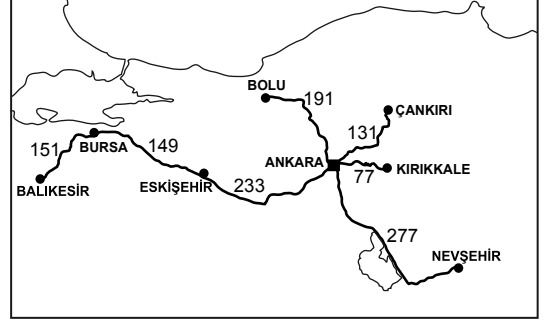 BOLU
191
ÇANKIRI
131
151
BURSA
149
ANKARA
77
KIRIKKALE
BALIKESİR
ESKİŞEHİR
233
277
NEVŞEHİR